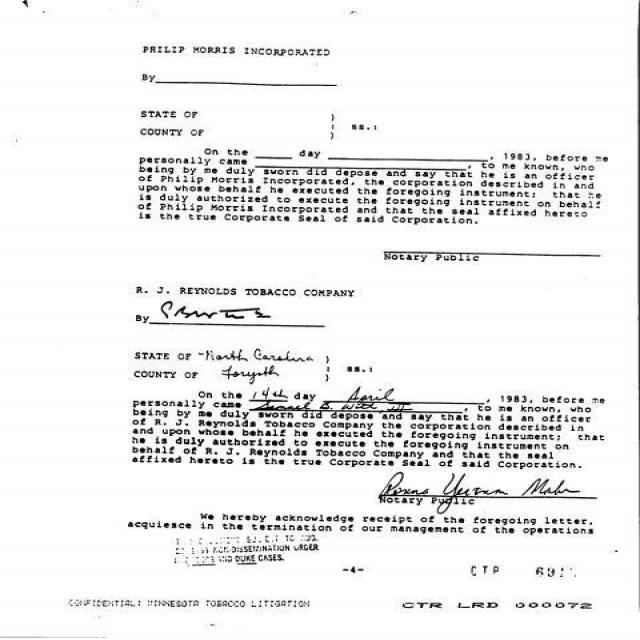 PHILIP MORRIS INCORPORATED
By
STATE OF )
: ss.:
COUNTY OF )
On the day , 1983, before me
personally came , to me known, who
being by me duly sworn did depose and say that he is an officer
of Philip Morris Incorporated, the corporation described in and
upon whose behalf he executed the foregoing instrument; that he
is duly authorized to execute the foregoing instrument on behalf
of Philip Morris Incorporated and that the seal affixed hereto
is the true Corporate Seal of said Corporation.
Notary Public
R. J. REYNOLDS TOBACCO COMPANY
By
STATE OF North Carolina )
: ss.:
COUNTY OF Forsyth )
On the 14th day April , 1983, before me
personally came Samuel B. Witt III , to me known, who
being by me duly sworn did depose and say that he is an officer
of R. J. Reynolds Tobacco Company the corporation described in
and upon whose behalf he executed the foregoing instrument; that
he is duly authorized to execute the foregoing instrument on
behalf of R. J. Reynolds Tobacco Company and that the seal
affixed hereto is the true Corporate Seal of said Corporation.
Notary Public
We hereby acknowledge receipt of the foregoing letter,
acquiesce in the termination of our management of the operations
TO
NON-DISSEMINATION ORDER
AND DUKE CASES.
-4-
CTP 691
CONFIDENTIAL: MINNESOTA TOBACCO LITIGATION
CTR LRD 000072